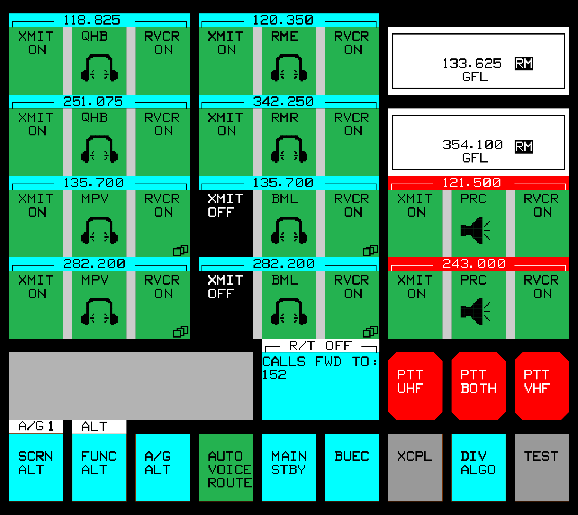 118.825
XMIT ON
QHB
RVCR ON
120.350
XMIT ON
RME
RVCR ON
133.625 RM
GFL
251.075
XMIT ON
QHB
RVCR ON
342.250
XMIT ON
RMR
RVCR ON
354.100 RM
GFL
135.700
XMIT ON
MPV
RVCR ON
135.700
XMIT OFF
BML
RVCR ON
121.500
XMIT ON
PRC
RVCR ON
282.200
XMIT ON
MPV
RVCR ON
282.200
XMIT OFF
BML
RVCR ON
243.000
XMIT ON
PRC
RVCR ON
R/T OFF
CALLS FWD TO:
152
PTT UHF
PTT BOTH
PTT VHF
A/G1
ALT
SCRN ALT
FUNC ALT
A/G ALT
AUTO VOICE ROUTE
MAIN STBY
BUEC
XCPL
DIV ALGO
TEST